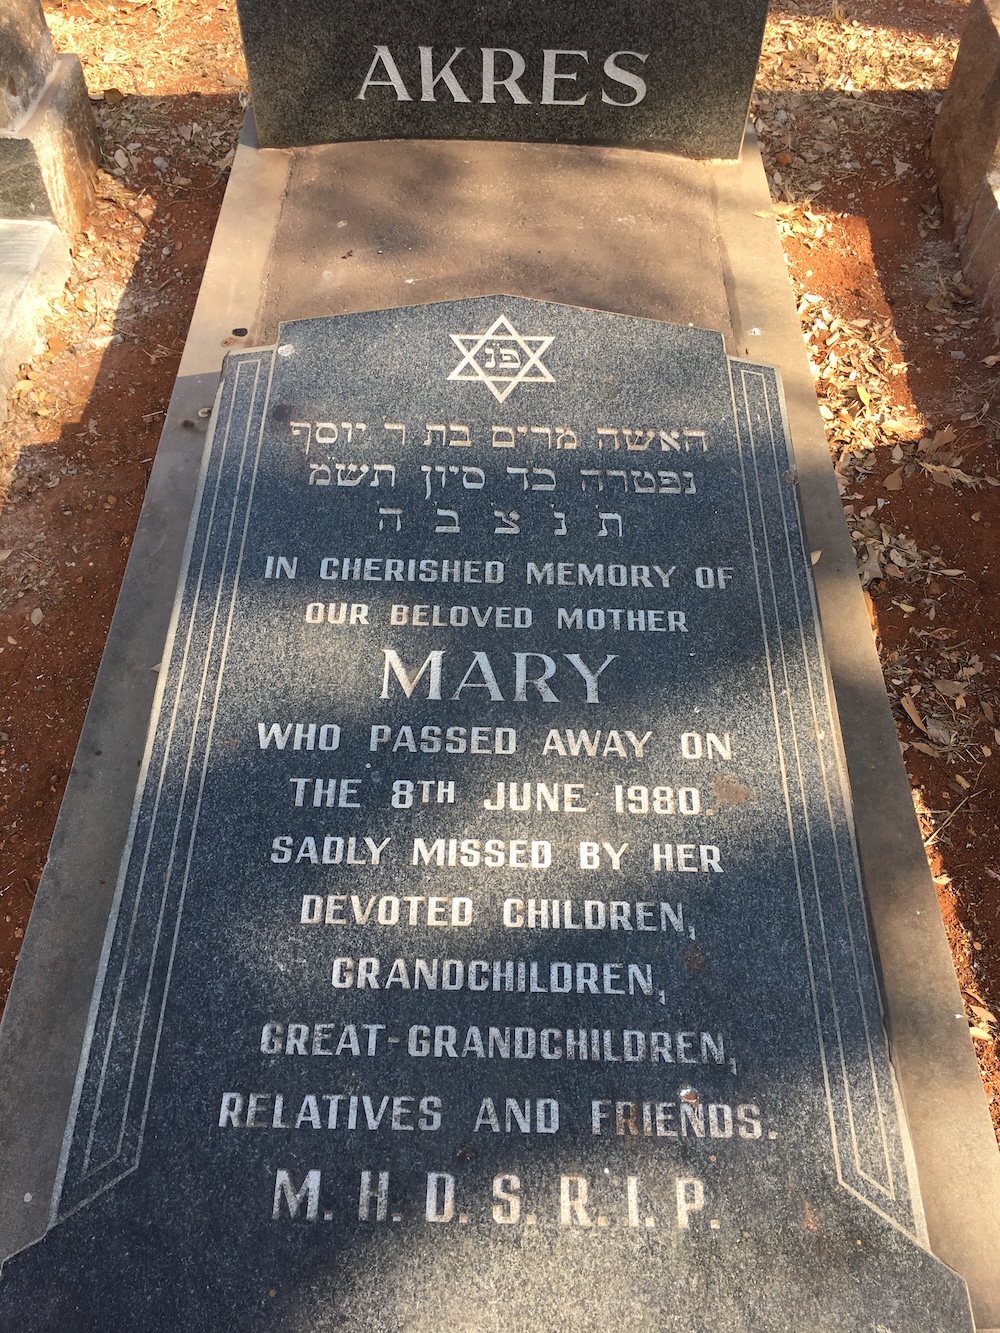 AKRES
פנ
האשה מרים בת ר יוסף
נפטרה כד סיון תשמ
ת נ צ ב ה
IN CHERISHED MEMORY OF
OUR BELOVED MOTHER
MARY
WHO PASSED AWAY ON
THE 8TH JUNE 1980.
SADLY MISSED BY HER
DEVOTED CHILDREN,
GRANDCHILDREN,
GREAT-GRANDCHILDREN,
RELATIVES AND FRIENDS.
M.H.D.S.R.I.P.